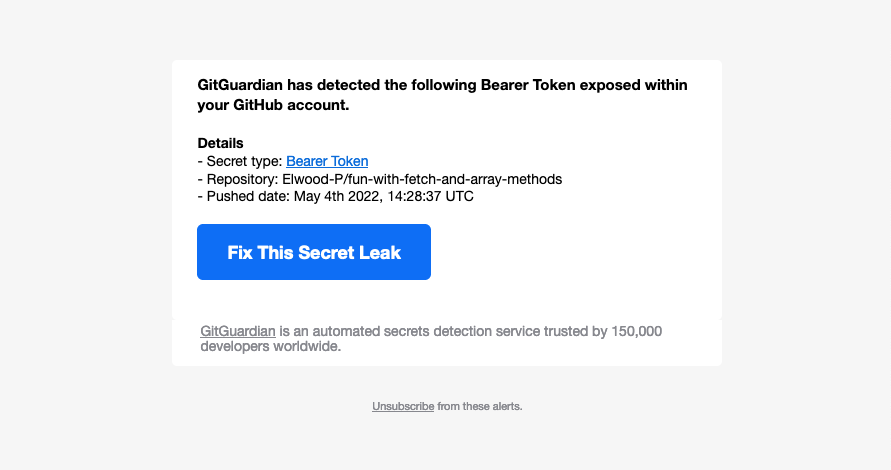 GitGuardian has detected the following Bearer Token exposed within
your GitHub account.
Details
- Secret type: Bearer Token
- Repository: Elwood-P/fun-with-fetch-and-array-methods
- Pushed date: May 4th 2022, 14:28:37 UTC
Fix This Secret Leak
GitGuardian is an automated secrets detection service trusted by 150,000
developers worldwide.
Unsubscribe from these alerts.